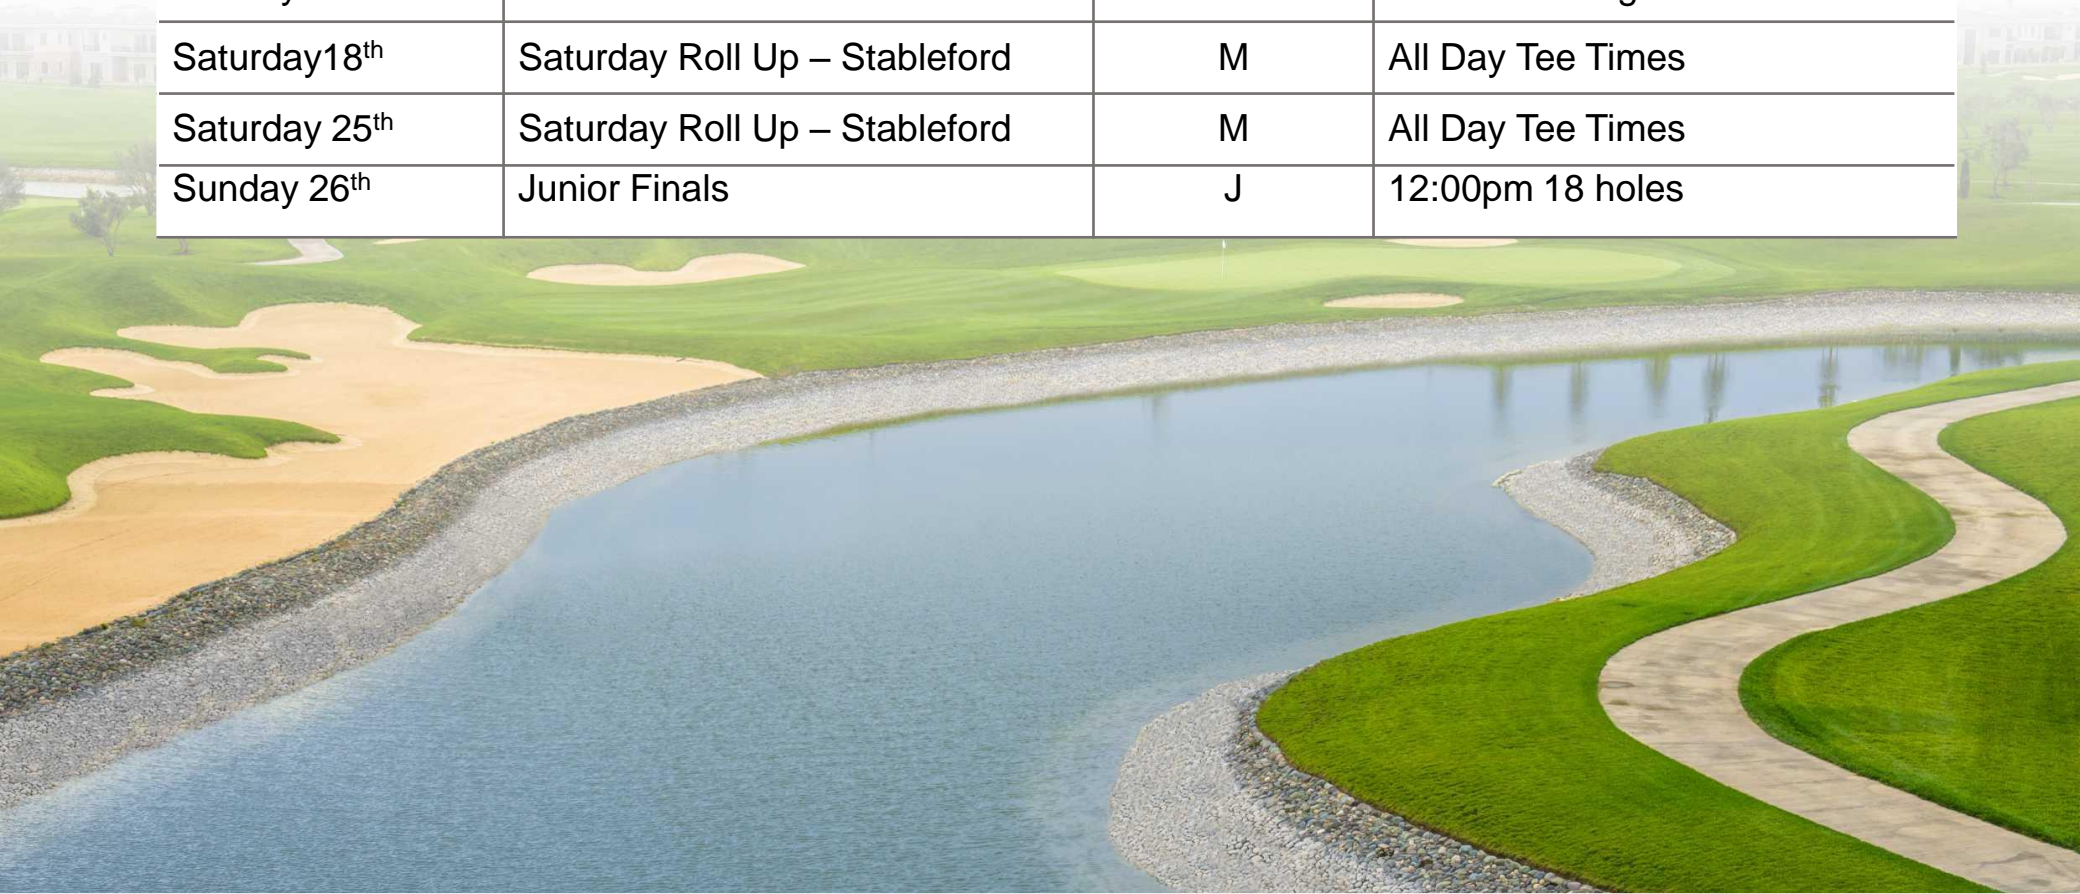 Saturday18th Saturday Roll Up – Stableford M All Day Tee Times
Saturday 25th Saturday Roll Up – Stableford M All Day Tee Times
Sunday 26th Junior Finals J 12:00pm 18 holes